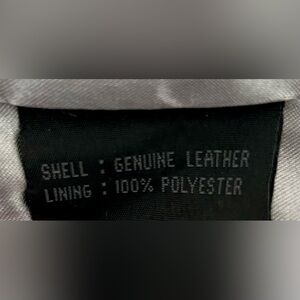 SHELL : GENUINE LEATHER
LINING : 100% POLYESTER